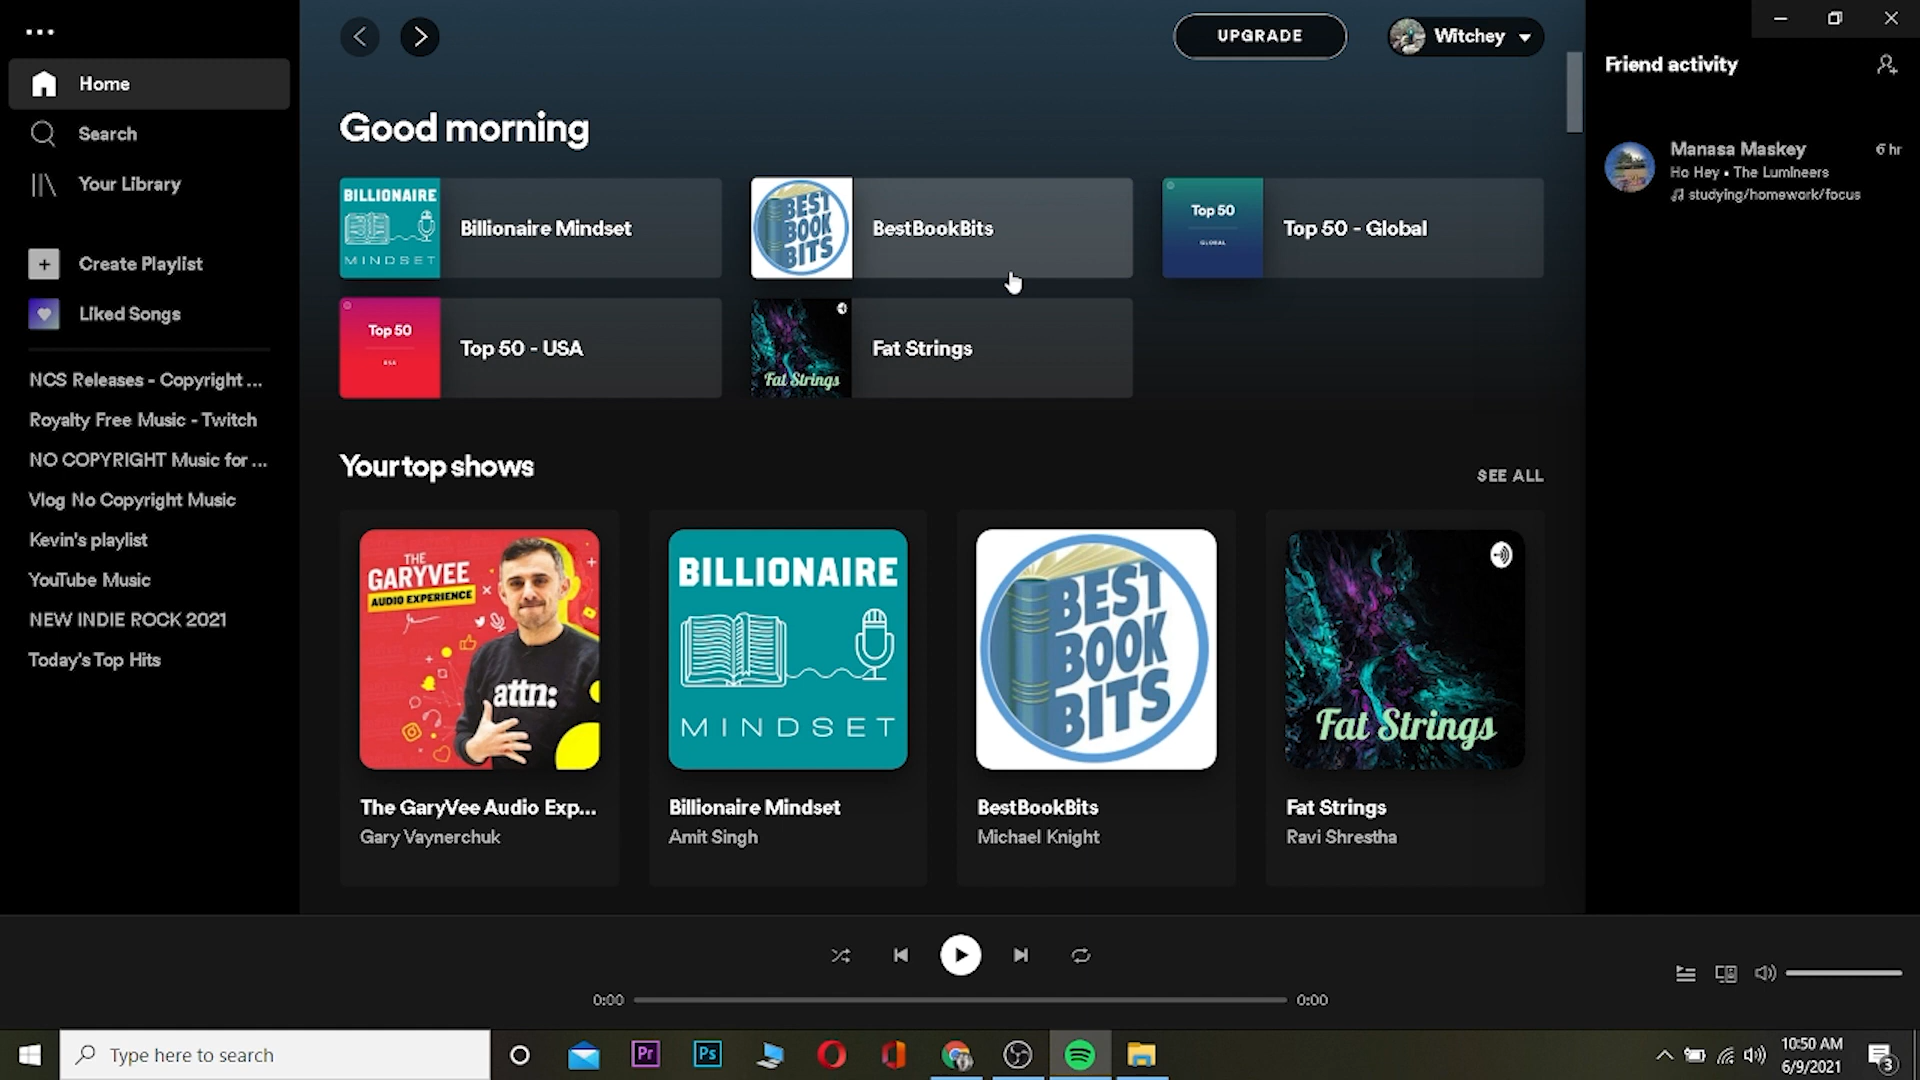 Home
Search
Your Library
Create Playlist
Liked Songs
NCS Releases - Copyright ...
Royalty Free Music - Twitch
NO COPYRIGHT Music for ...
Vlog No Copyright Music
Kevin's playlist
YouTube Music
NEW INDIE ROCK 2021
Today's Top Hits
UPGRADE
Witchey
Good morning
BILLIONAIRE
MINDSET
Billionaire Mindset
BEST
BOOK
BITS
BestBookBits
Top 50
GLOBAL
Top 50 - Global
Top 50
USA
Top 50 - USA
Fat Strings
Fat Strings
Your top shows
SEE ALL
THE
GARYVEE
AUDIO EXPERIENCE
attn:
The GaryVee Audio Exp...
Gary Vaynerchuk
BILLIONAIRE
MINDSET
Billionaire Mindset
Amit Singh
BEST
BOOK
BITS
BestBookBits
Michael Knight
Fat Strings
Fat Strings
Ravi Shrestha
Friend activity
Manasa Maskey
6 hr
Ho Hey • The Lumineers
studying/homework/focus
0:00
0:00
Type here to search
Pr
Ps
10:50 AM
6/9/2021
3